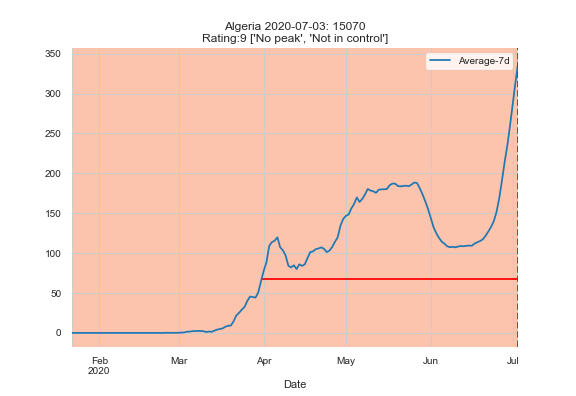 Algeria 2020-07-03: 15070
Rating:9 ['No peak', 'Not in control']
Average-7d
350
300
250
200
150
100
50
0
Feb
2020
Mar
Apr
May
Jun
Jul
Date